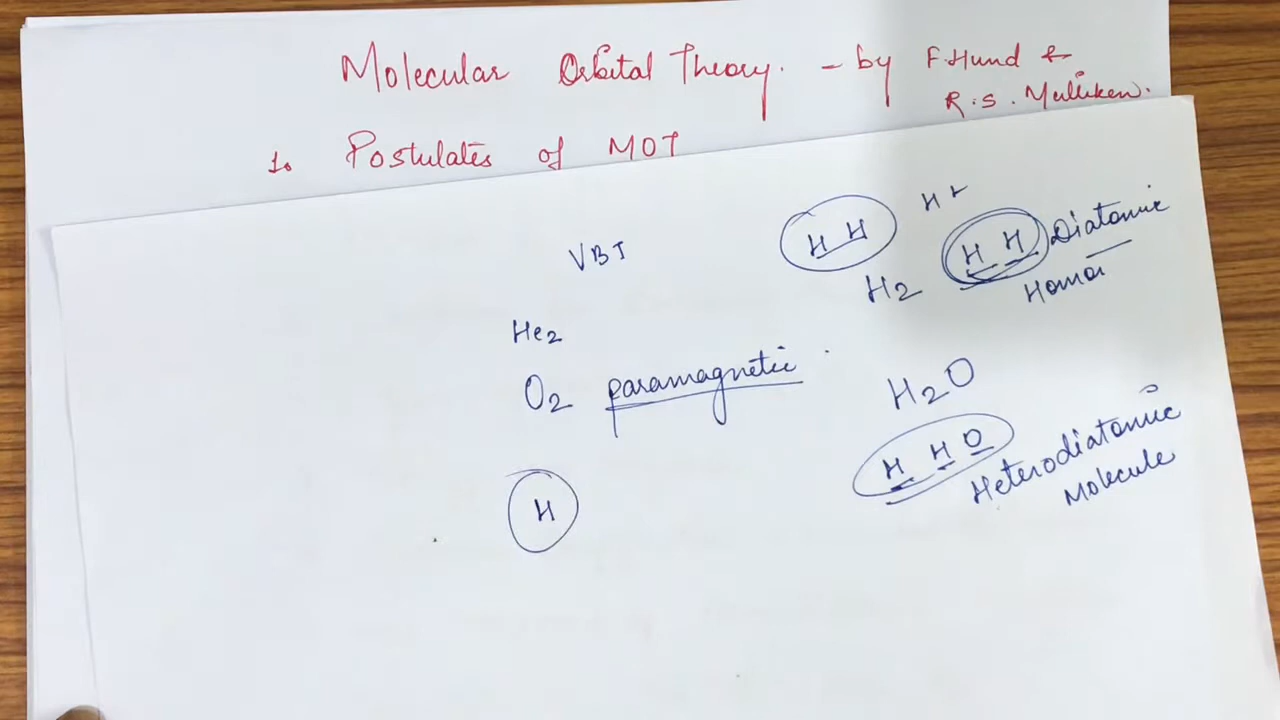 Molecular Orbital Theory. - by F. Hund &
R.S. Mulliken.
1. Postulates of MOT
VBT
H H
H H
H H Diatomic
H2
Homo
He2
O2 paramagnetic
H2O
H H O
Heterodiatomic
Molecule
H